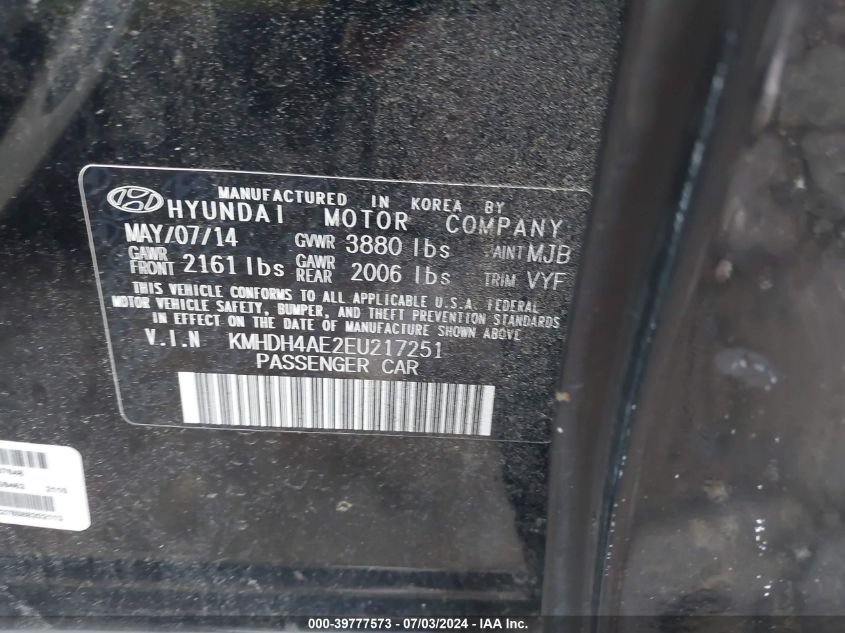 MANUFACTURED IN KOREA BY
HYUNDAI MOTOR COMPANY
MAY/07/14 GVWR 3880 lbs PAINT MJB
GAWR FRONT 2161 lbs GAWR REAR 2006 lbs TRIM VYF
THIS VEHICLE CONFORMS TO ALL APPLICABLE U.S.A. FEDERAL
MOTOR VEHICLE SAFETY, BUMPER, AND THEFT PREVENTION STANDARDS
IN EFFECT ON THE DATE OF MANUFACTURE SHOWN ABOVE
V.I.N KMHDH4AE2EU217251
PASSENGER CAR
000-39777573 - 07/03/2024 - IAA Inc.